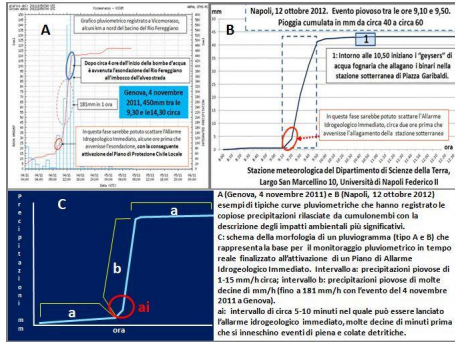 Grafico pluviometrico registrato a Vicomorasso,
alcuni km a nord del bacino del Rio Fereggiano
A
Dopo circa 4 ore dell'inizio della bomba d'acqua
è avvenuta l'esondazione del Rio Fereggiano
all'imbocco dell'alveo strada
181mm in 1 ora
Genova, 4 novembre
2011, 450mm tra le
9,30 e le 14,30 circa
In questa fase sarebbe potuto scattare l'Allarme
Idrogeologico Immediato, due ore prima che
avvenisse l'esondazione, con la conseguente
attivazione del Piano di Protezione Civile Locale
mm
B
Napoli, 12 ottobre 2012. Evento piovoso tra le ore 9,10 e 9,50.
Pioggia cumulata in mm da circa 40 a circa 60
1
1: Intorno alle 10,50 iniziano i "geysers" di
acqua fognaria che allagano i binari nella
stazione sotterranea di Piazza Garibaldi.
In questa fase sarebbe potuto scattare l'Allarme
Idrogeologico Immediato, circa due ore prima che
avvenisse l'allagamento della stazione sotterranea
ora
Stazione meteorologica del Dipartimento di Scienze della Terra,
Largo San Marcellino 10, Università di Napoli Federico II
C
Precipitazioni
mm
a
b
a
ai
ora
A (Genova, 4 novembre 2011) e B (Napoli, 12 ottobre 2012)
esempi di tipiche curve pluviometriche che hanno registrato le
copiose precipitazioni rilasciate da cumulonembi con la
descrizione degli impatti ambientali più significativi.
C: schema della morfologia di un pluviogramma (tipo A e B) che
rappresenta la base per il monitoraggio pluviometrico in tempo
reale finalizzato all'attivazione di un Piano di Allarme
Idrogeologico Immediato. Intervallo a: precipitazioni piovose di
1-15 mm/h circa; intervallo b: precipitazioni piovose di molte
decine di mm/h (fino a 181 mm/h con l'evento del 4 novembre
2011 a Genova).
ai: intervallo di circa 5-10 minuti nel quale può essere lanciato
l'allarme idrogeologico immediato, molte decine di minuti prima
che si inneschino eventi di piena e colate detritiche.